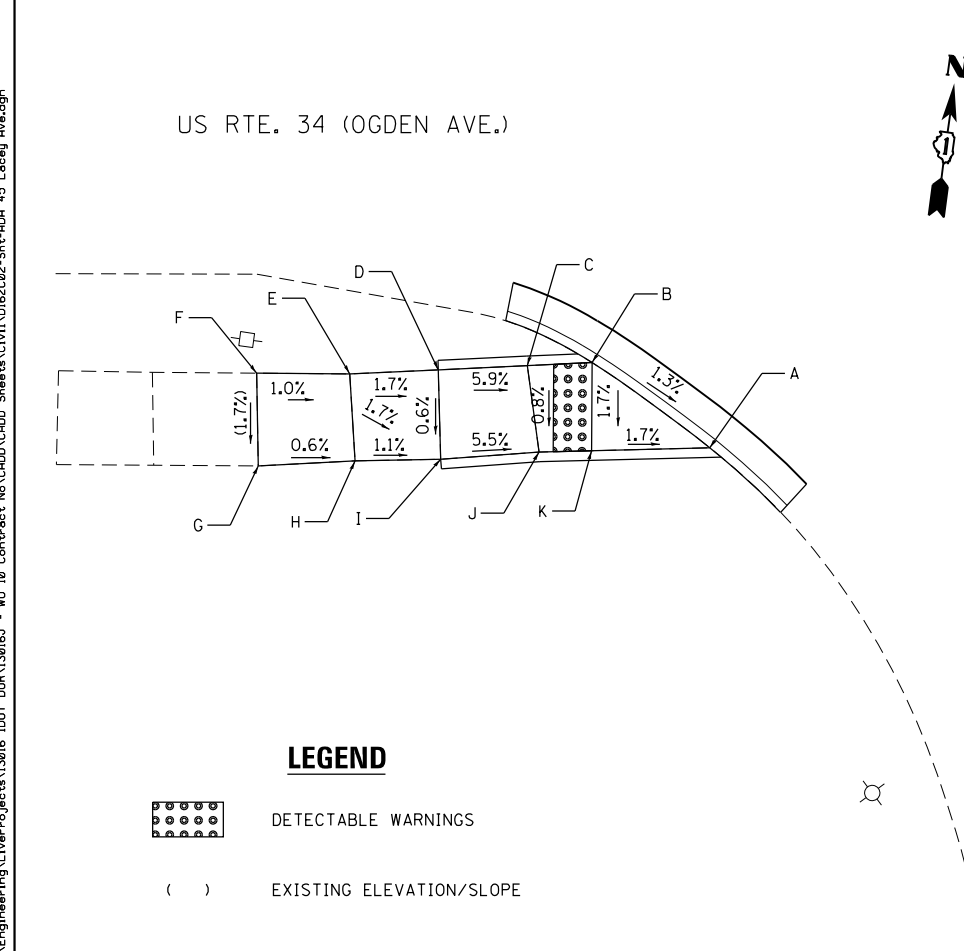 US RTE. 34 (OGDEN AVE.)
N
1
D
C
E
B
F
A
1.3%
5.9%
1.7%
1.0%
(1.7%)
1.7%
0.6%
0.8%
1.7%
0.6%
1.1%
5.5%
1.7%
G
H
I
J
K
LEGEND
DETECTABLE WARNINGS
( ) EXISTING ELEVATION/SLOPE